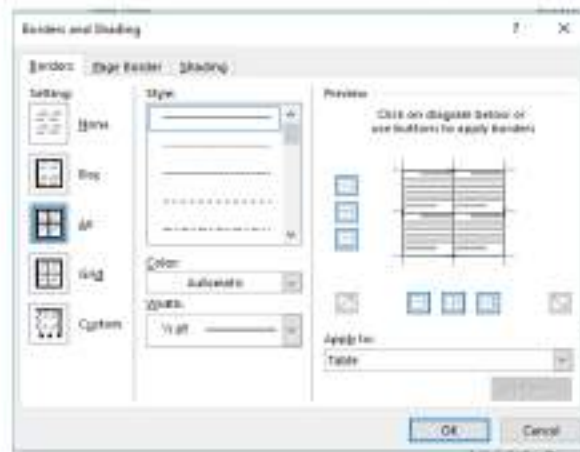 Borders and Shading
? ×
Borders Page Border Shading
Setting:
None
Box
All
Grid
Custom
Style:
Color:
Automatic
Width:
½ pt
Preview
Click on diagram below or
use buttons to apply borders
Apply to:
Table
OK Cancel